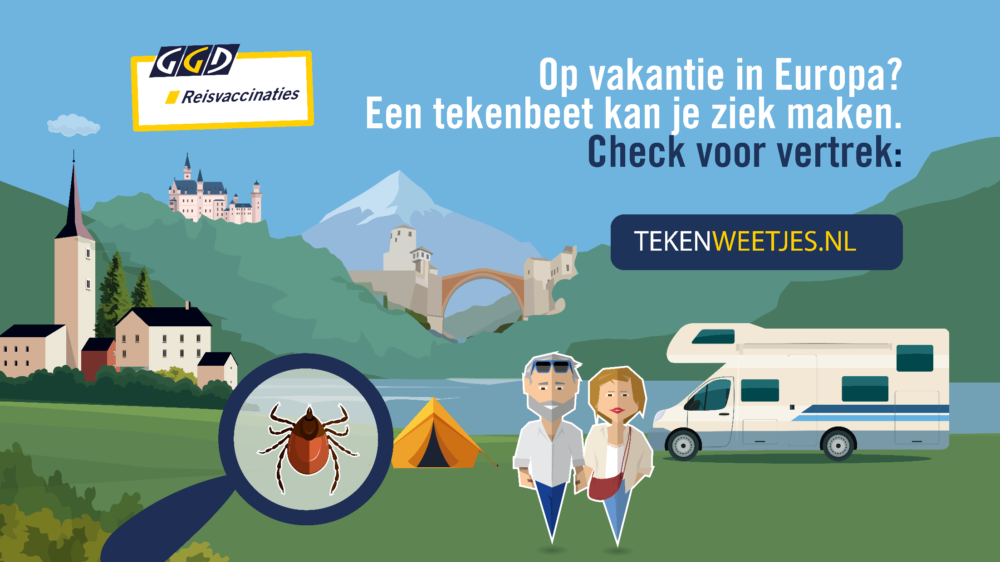 GGD
Reisvaccinaties
Op vakantie in Europa?
Een tekenbeet kan je ziek maken.
Check voor vertrek:
TEKENWEETJES.NL